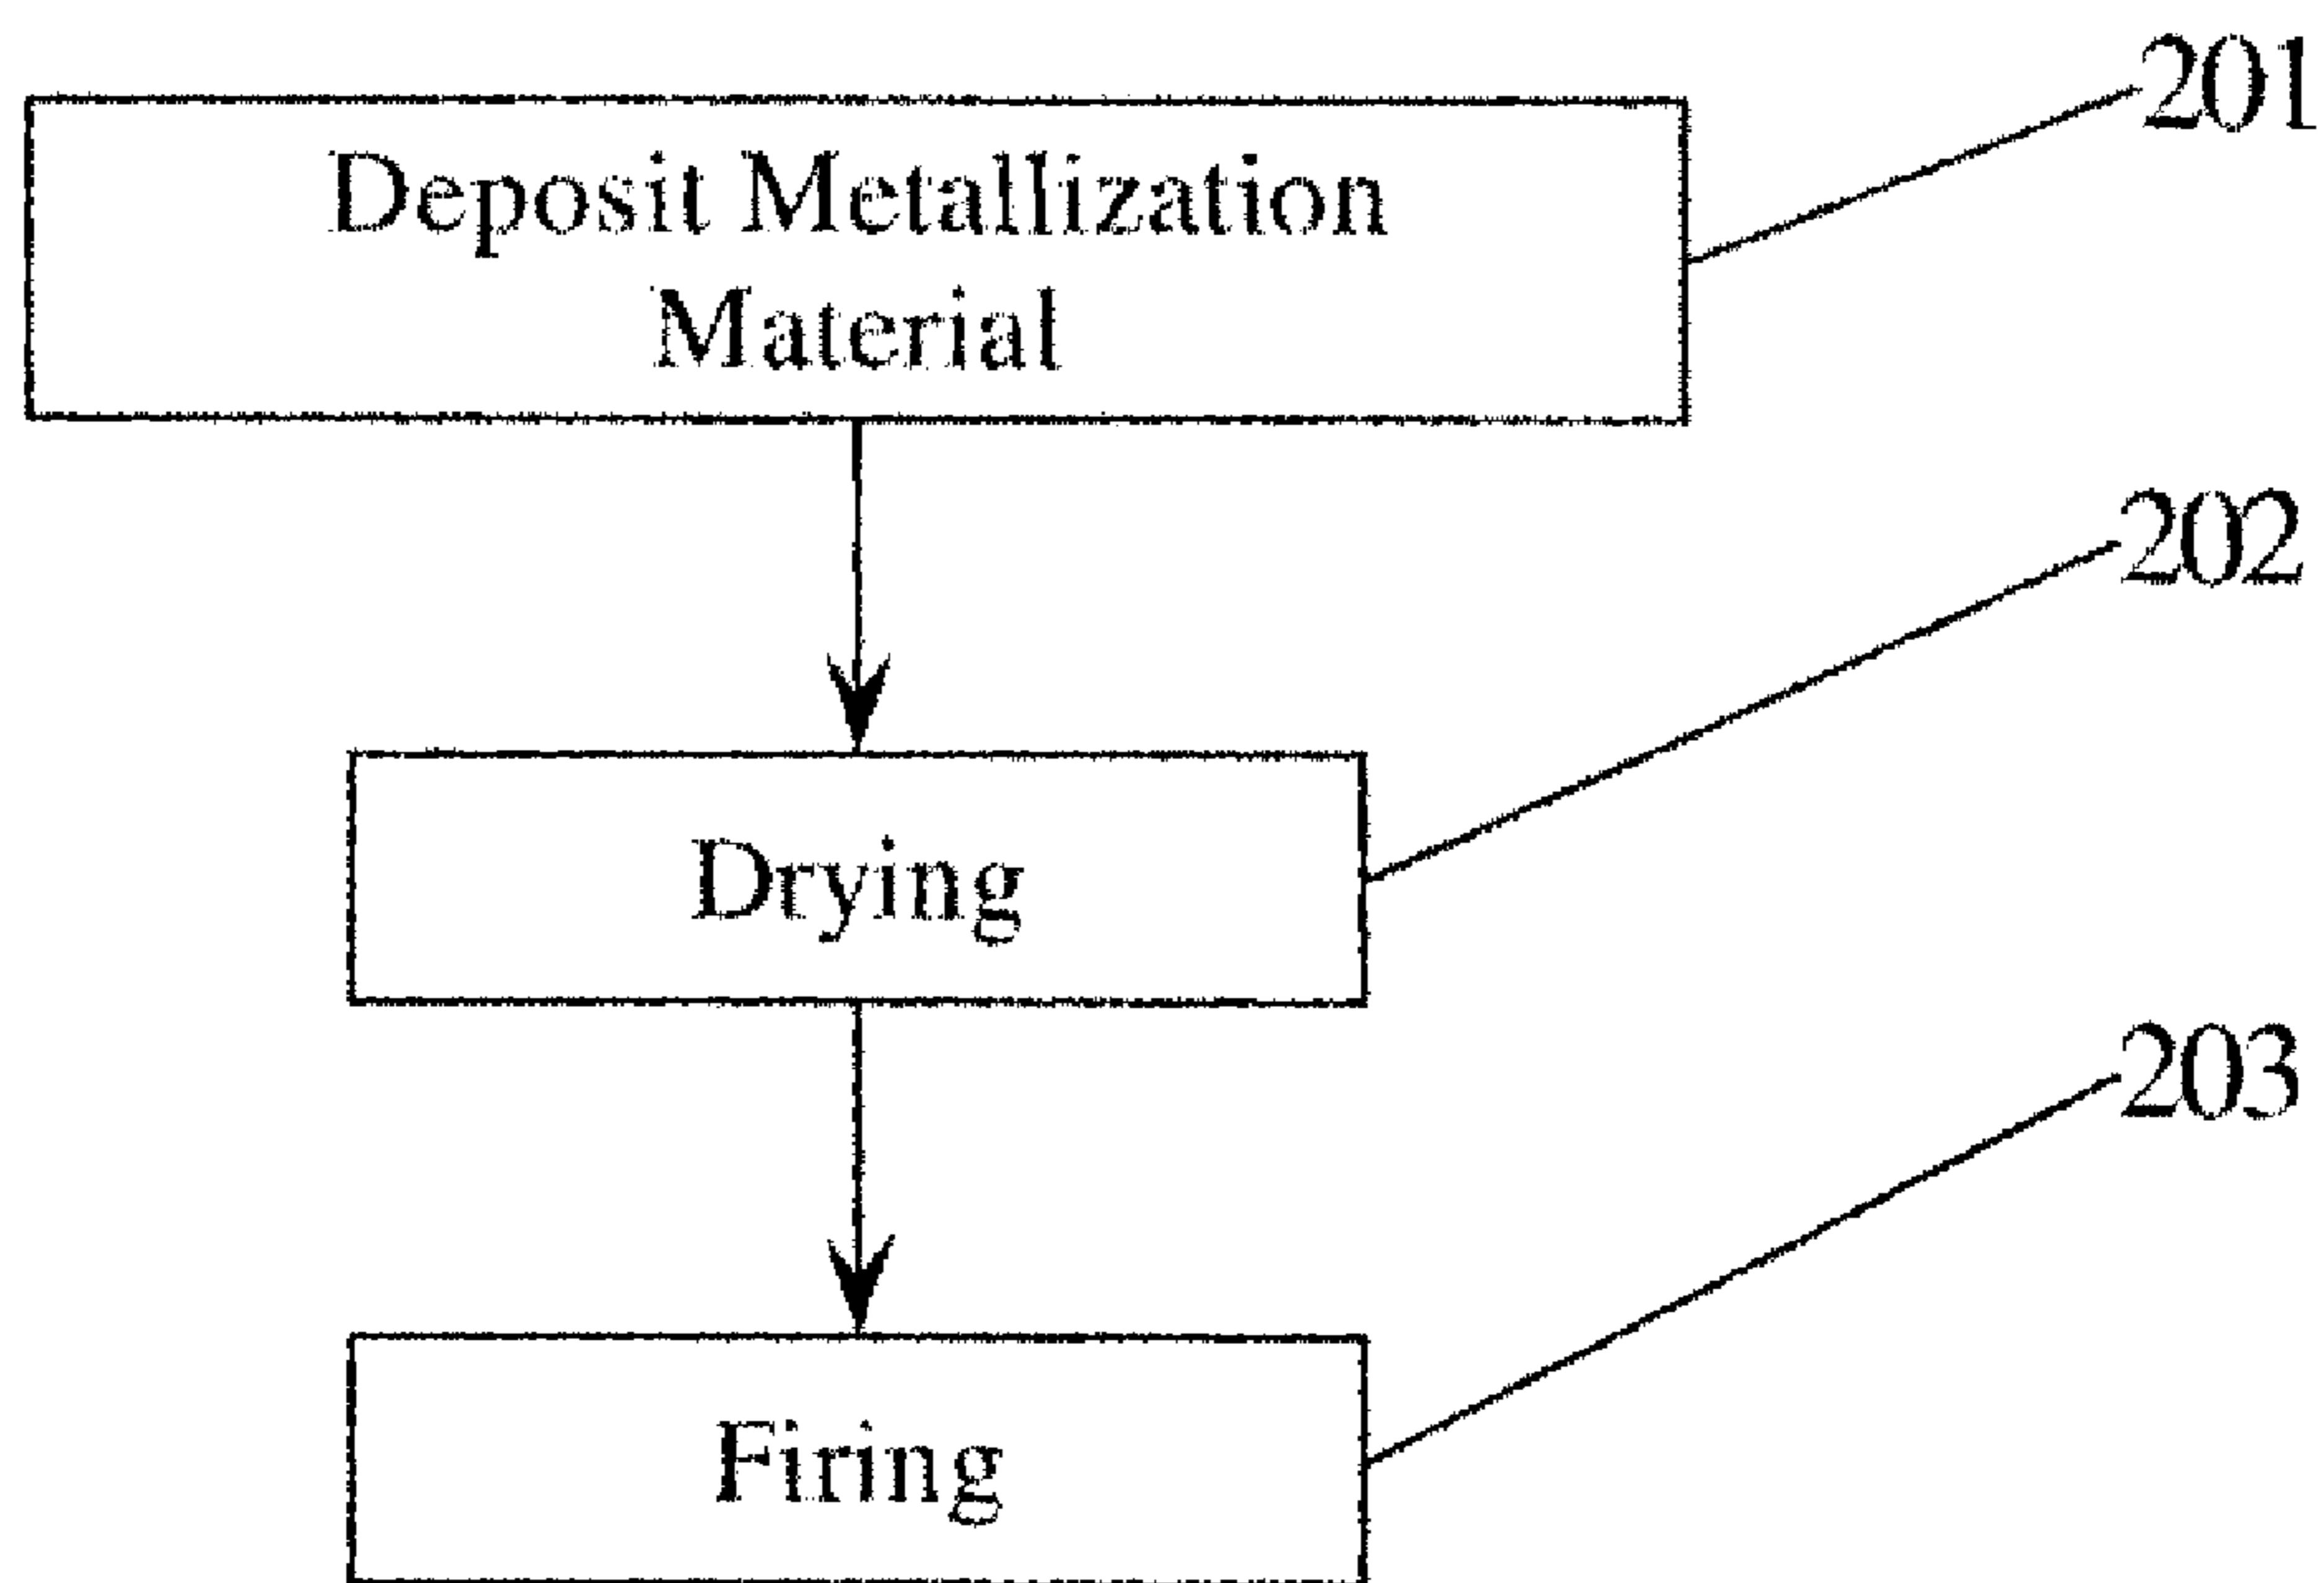 201
Deposit Metallization
Material
202
Drying
203
Firing